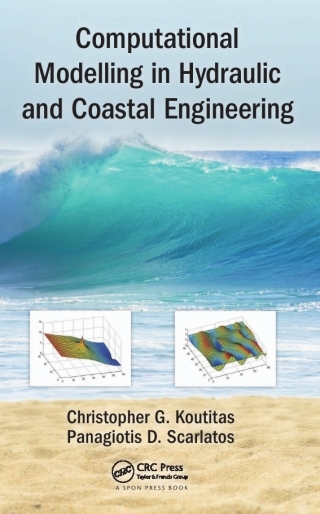 Computational
Modelling in Hydraulic
and Coastal Engineering
Christopher G. Koutitas
Panagiotis D. Scarlatos
CRC
CRC Press
Taylor & Francis Group
A SPON PRESS BOOK